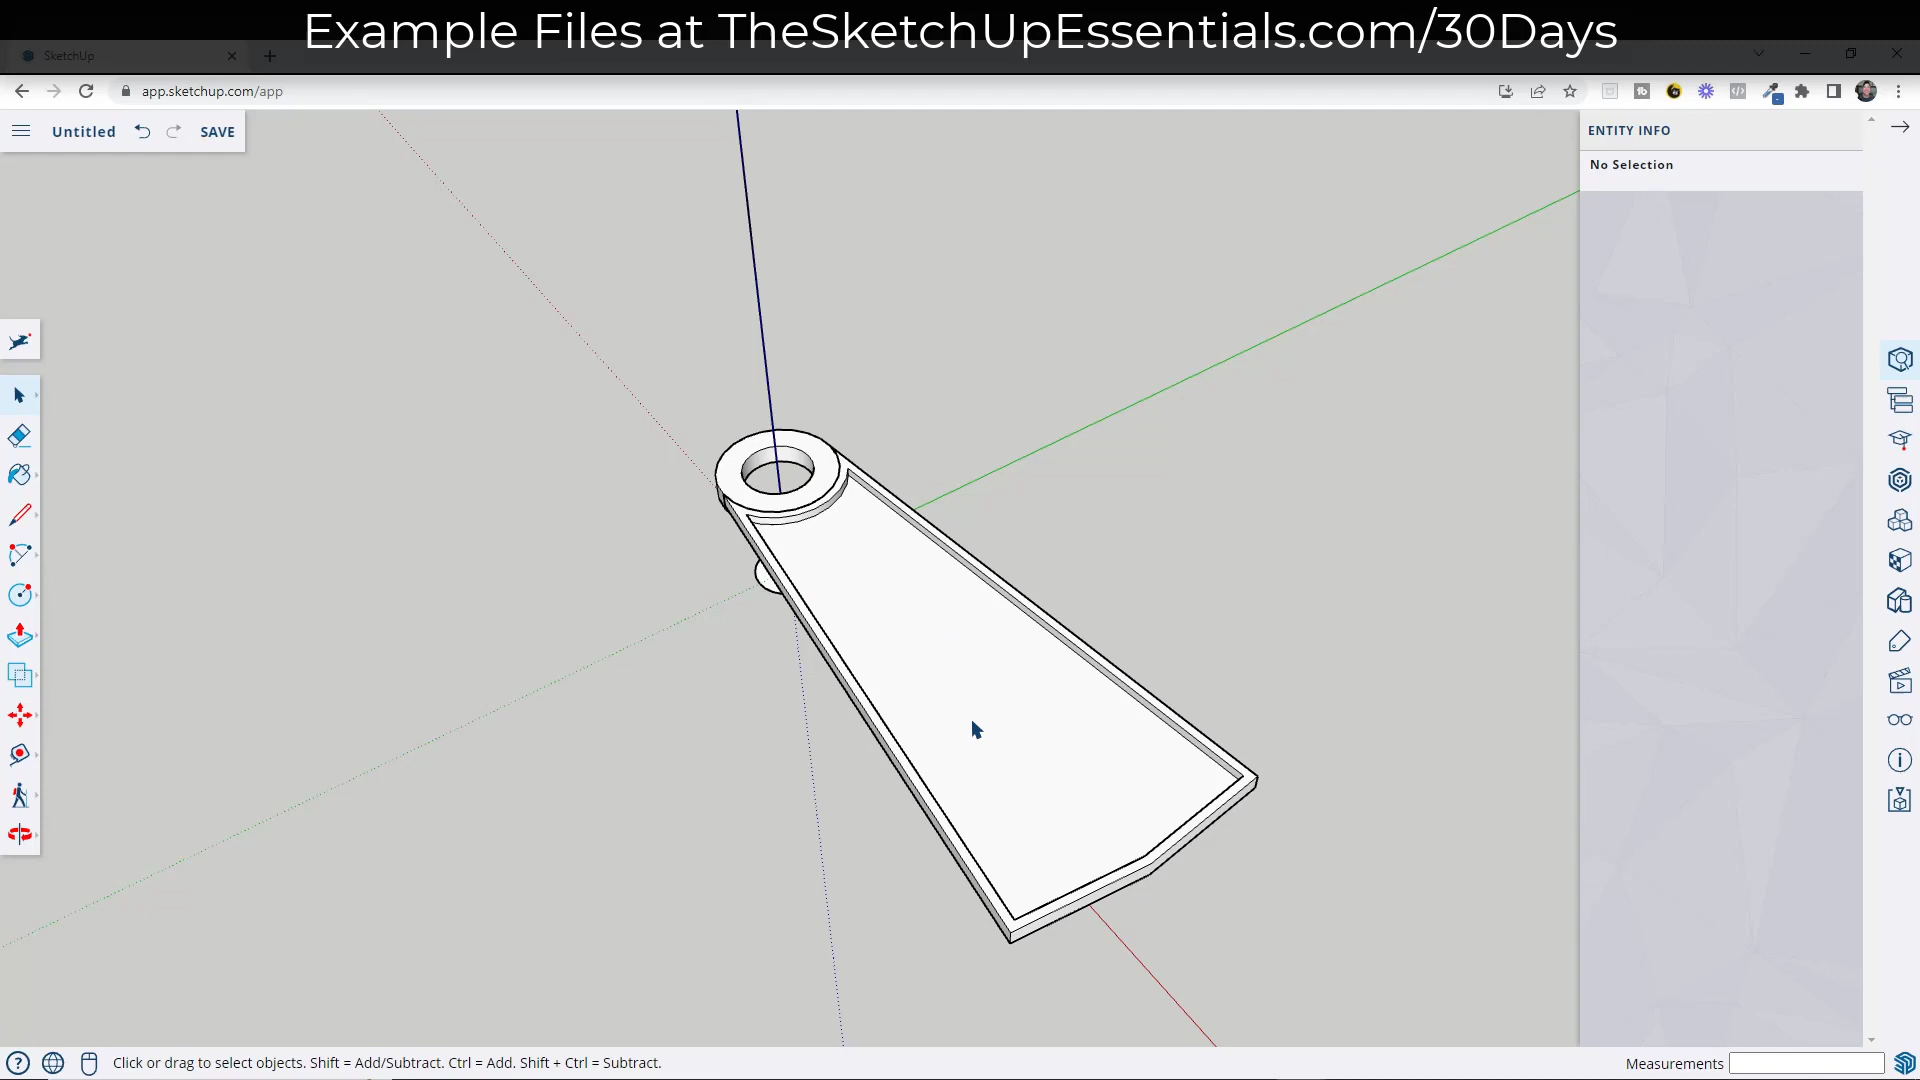 Example Files at TheSketchUpEssentials.com/30Days
SketchUp
app.sketchup.com/app
Untitled
SAVE
ENTITY INFO
No Selection
Click or drag to select objects. Shift = Add/Subtract. Ctrl = Add. Shift + Ctrl = Subtract.
Measurements